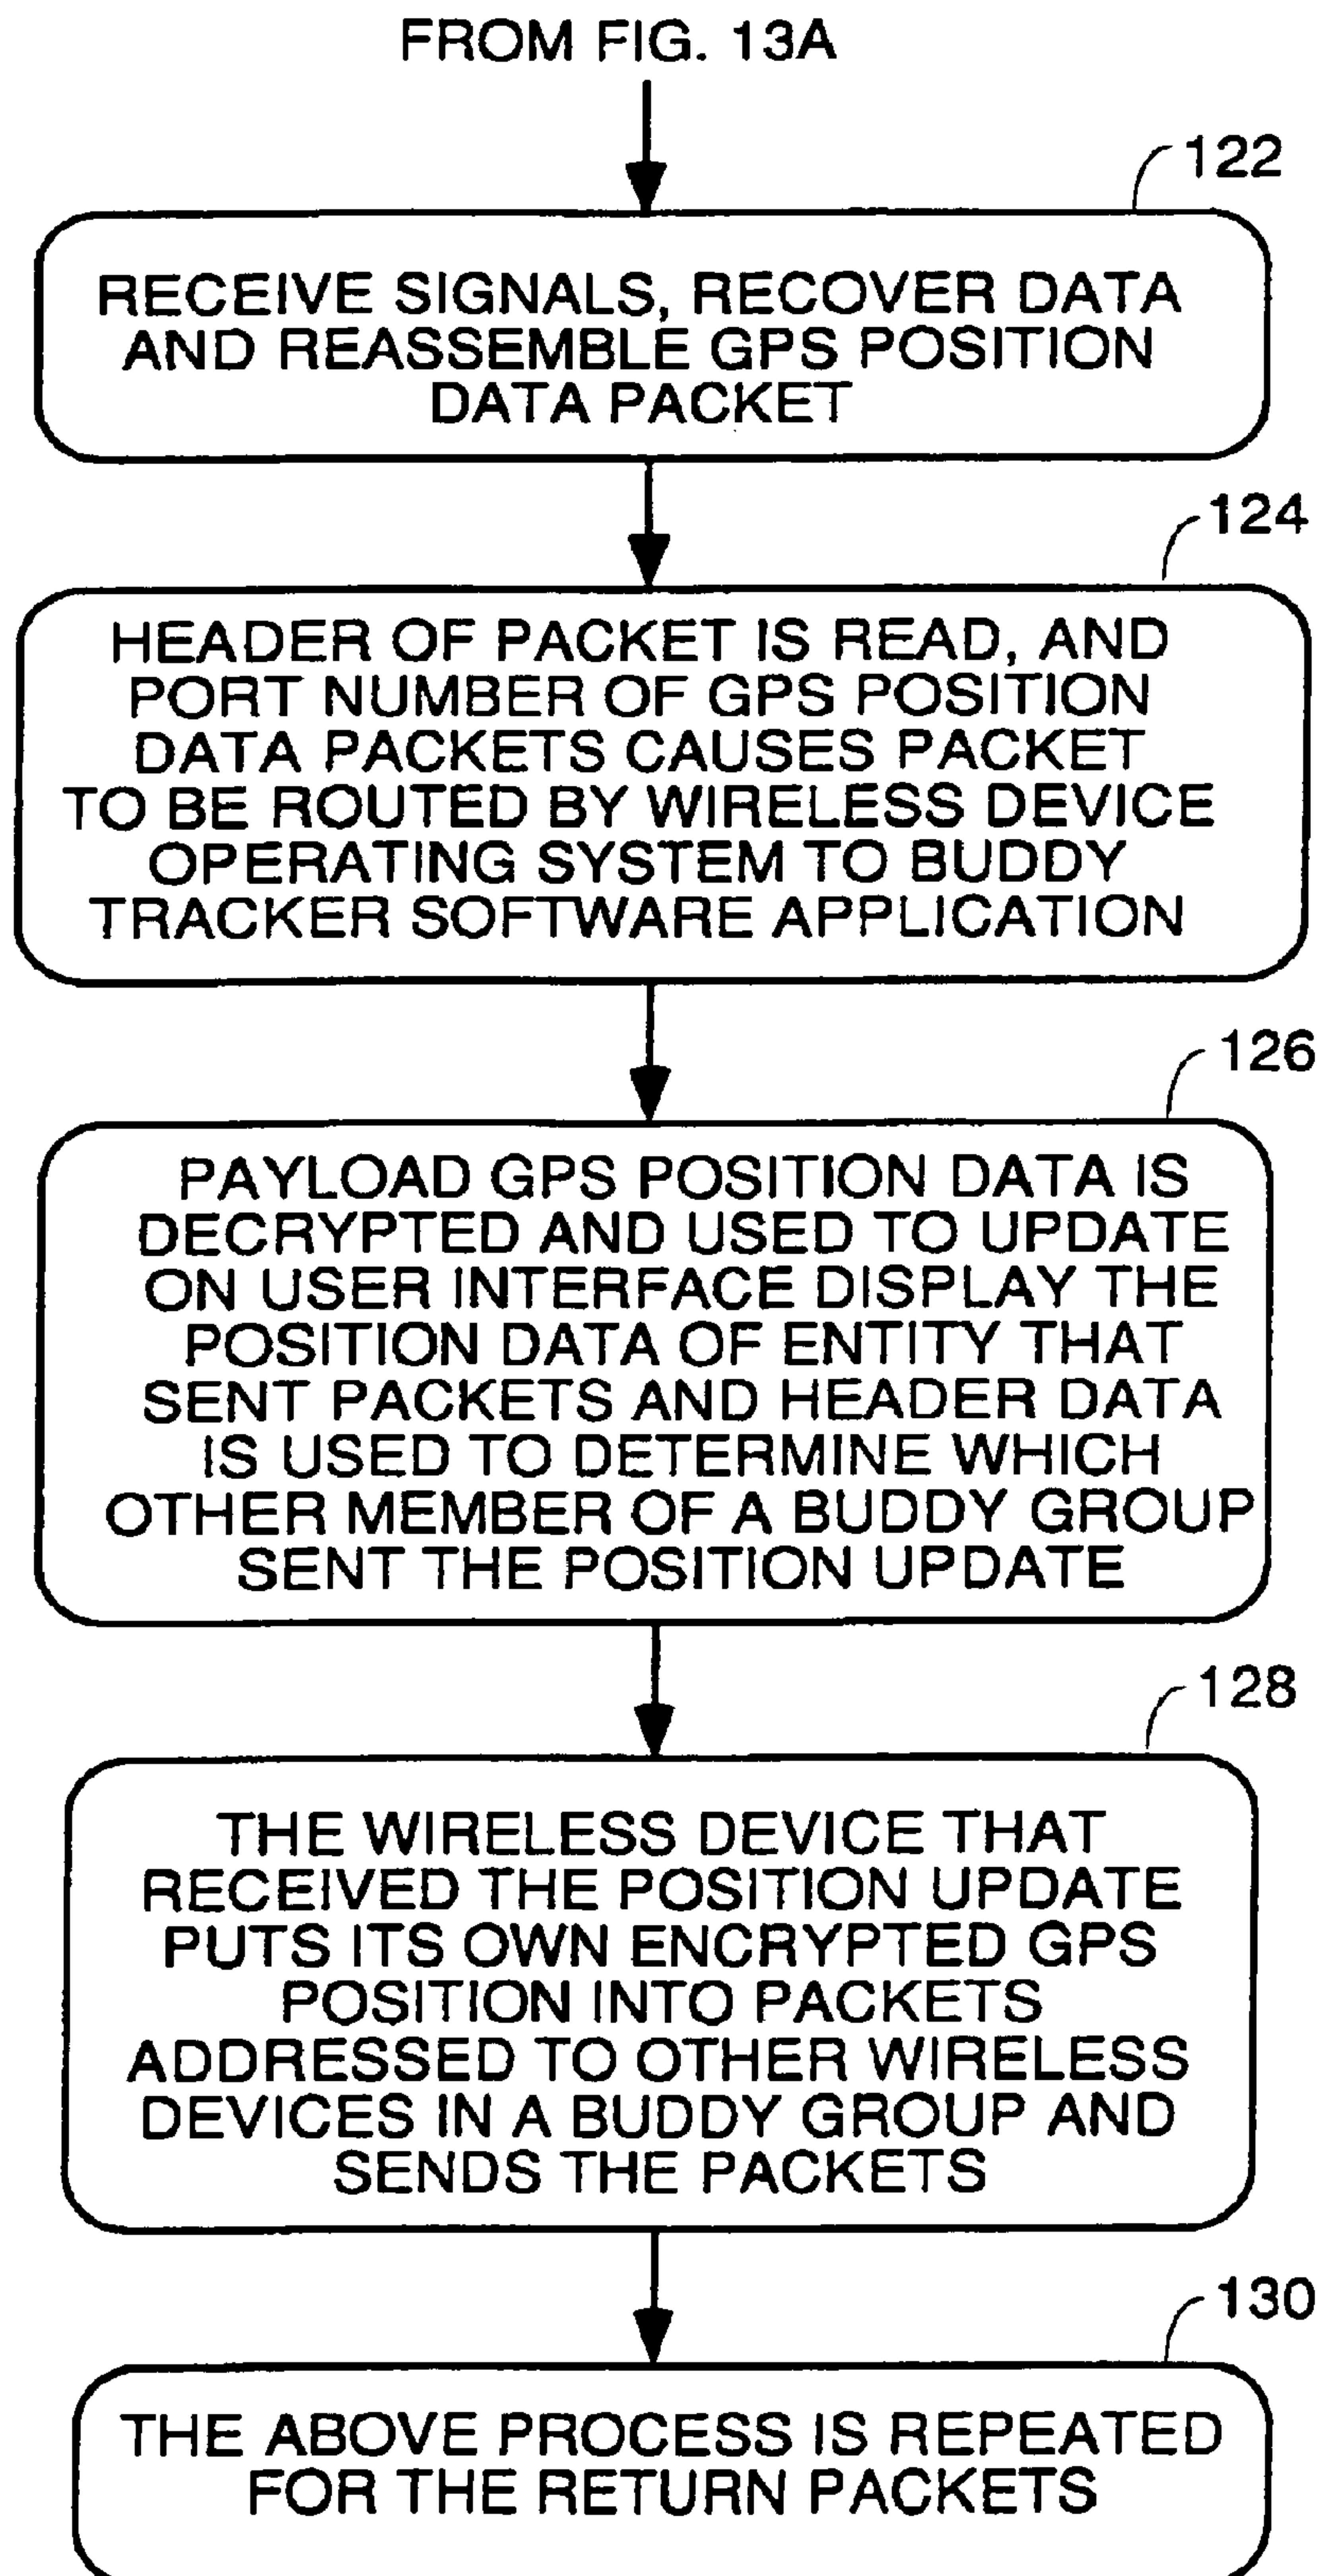 FROM FIG. 13A
122
RECEIVE SIGNALS, RECOVER DATA
AND REASSEMBLE GPS POSITION
DATA PACKET
124
HEADER OF PACKET IS READ, AND
PORT NUMBER OF GPS POSITION
DATA PACKETS CAUSES PACKET
TO BE ROUTED BY WIRELESS DEVICE
OPERATING SYSTEM TO BUDDY
TRACKER SOFTWARE APPLICATION
126
PAYLOAD GPS POSITION DATA IS
DECRYPTED AND USED TO UPDATE
ON USER INTERFACE DISPLAY THE
POSITION DATA OF ENTITY THAT
SENT PACKETS AND HEADER DATA
IS USED TO DETERMINE WHICH
OTHER MEMBER OF A BUDDY GROUP
SENT THE POSITION UPDATE
128
THE WIRELESS DEVICE THAT
RECEIVED THE POSITION UPDATE
PUTS ITS OWN ENCRYPTED GPS
POSITION INTO PACKETS
ADDRESSED TO OTHER WIRELESS
DEVICES IN A BUDDY GROUP AND
SENDS THE PACKETS
130
THE ABOVE PROCESS IS REPEATED
FOR THE RETURN PACKETS